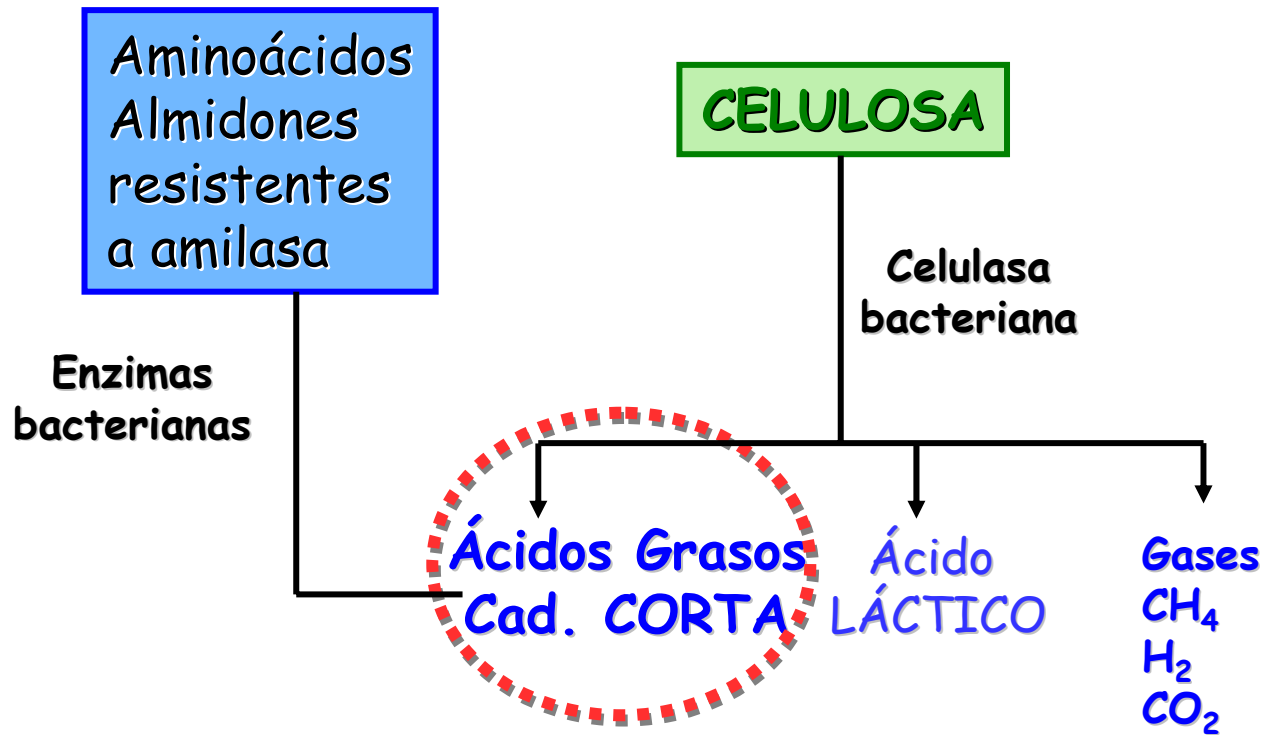 Aminoácidos
Almidones
resistentes
a amilasa
CELULOSA
Celulasa
bacteriana
Enzimas
bacterianas
Ácidos Grasos
Cad. CORTA
Ácido
LÁCTICO
Gases
CH₄
H₂
CO₂